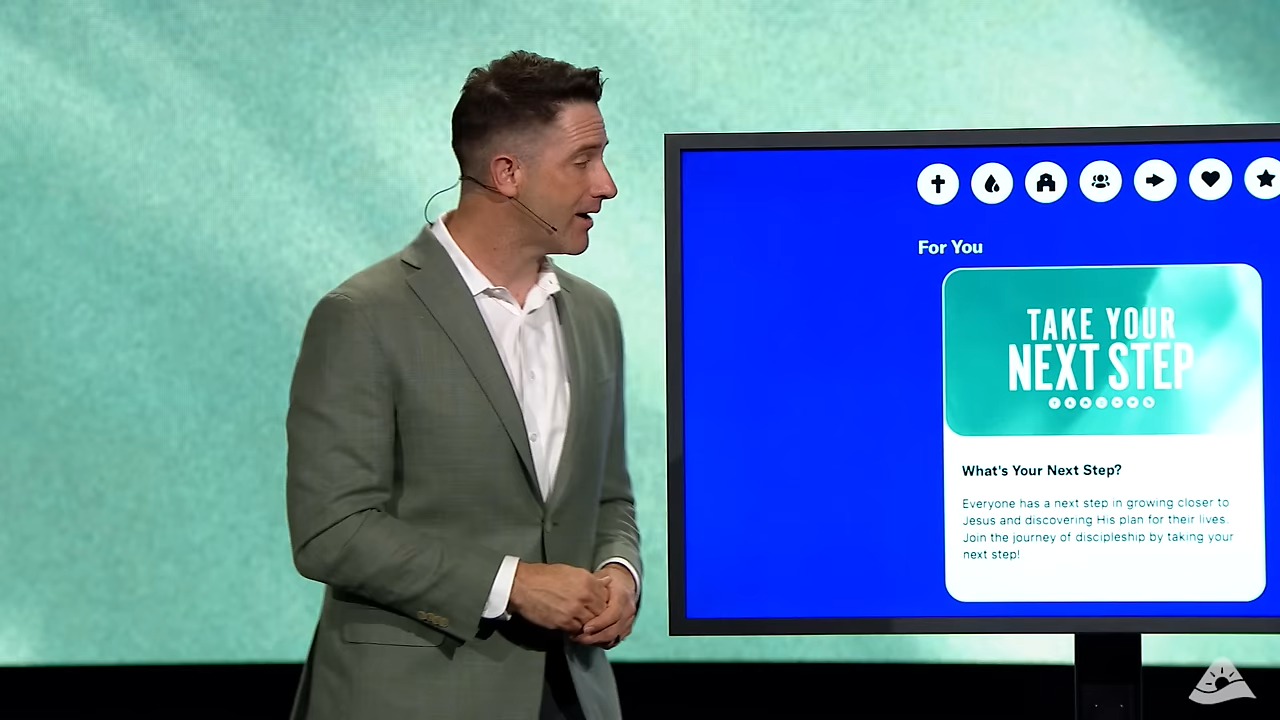 For You
TAKE YOUR
NEXT STEP
What's Your Next Step?
Everyone has a next step in growing closer to
Jesus and discovering His plan for their lives.
Join the journey of discipleship by taking your
next step!